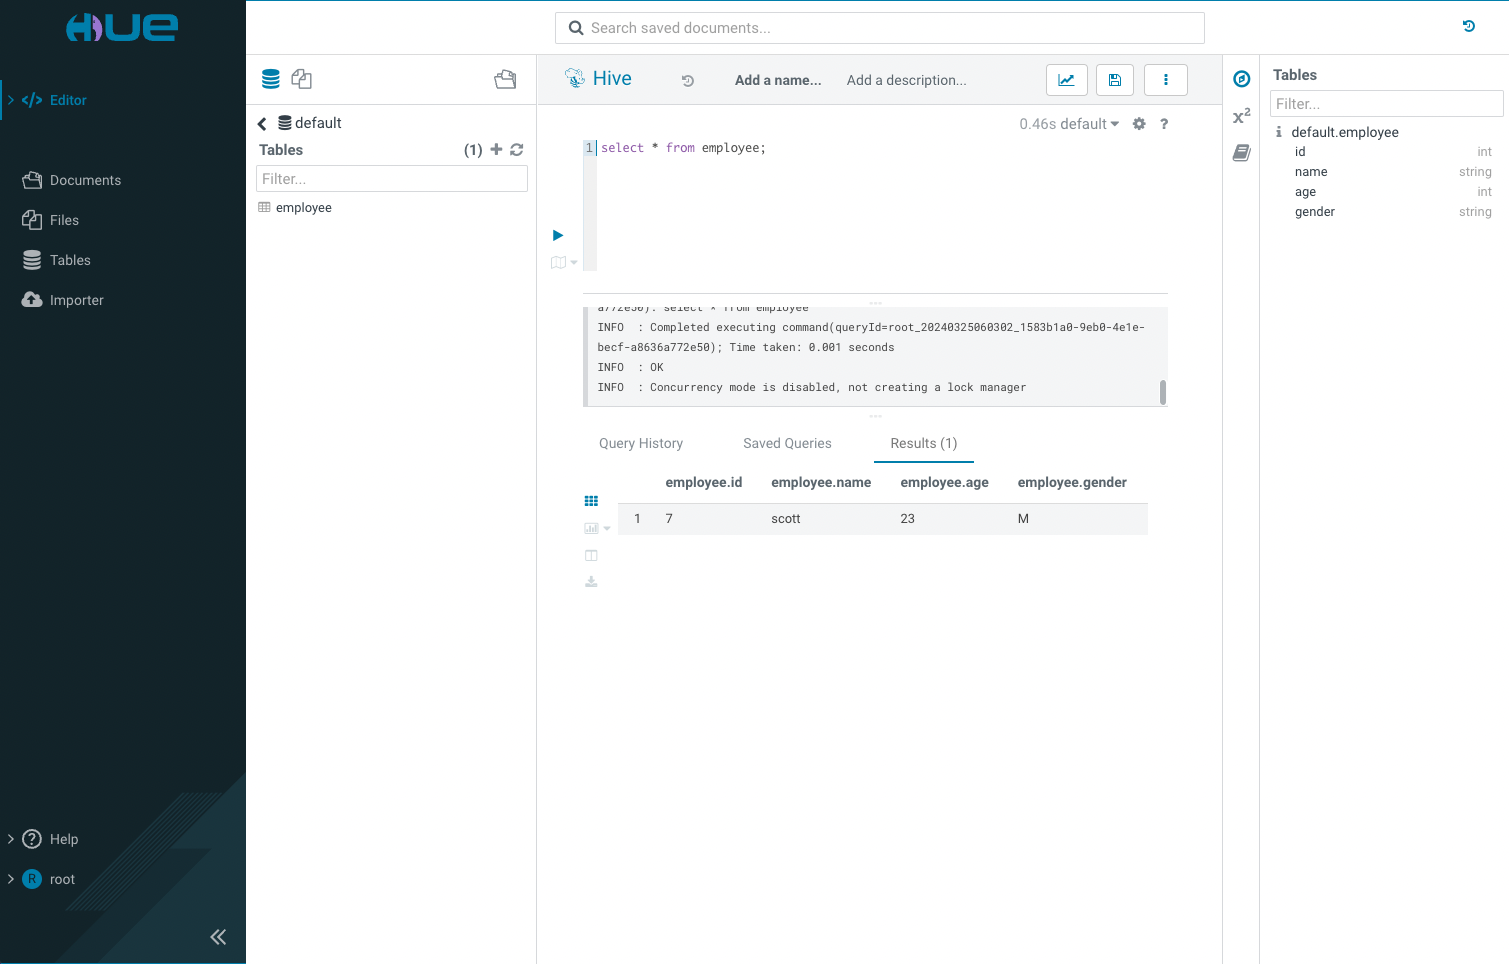 HUE
Search saved documents...
Editor
Documents
Files
Tables
Importer
Help
R root
default
Tables (1)
Filter...
employee
Hive Add a name... Add a description...
0.46s default ?
1 select * from employee;
a772e50): select * from employee
INFO  : Completed executing command(queryId=root_20240325060302_1583b1a0-9eb0-4e1e-
becf-a8636a772e50); Time taken: 0.001 seconds
INFO  : OK
INFO  : Concurrency mode is disabled, not creating a lock manager
Query History Saved Queries Results (1)
employee.id employee.name employee.age employee.gender
1 7 scott 23 M
x²
Tables
Filter...
default.employee
id int
name string
age int
gender string